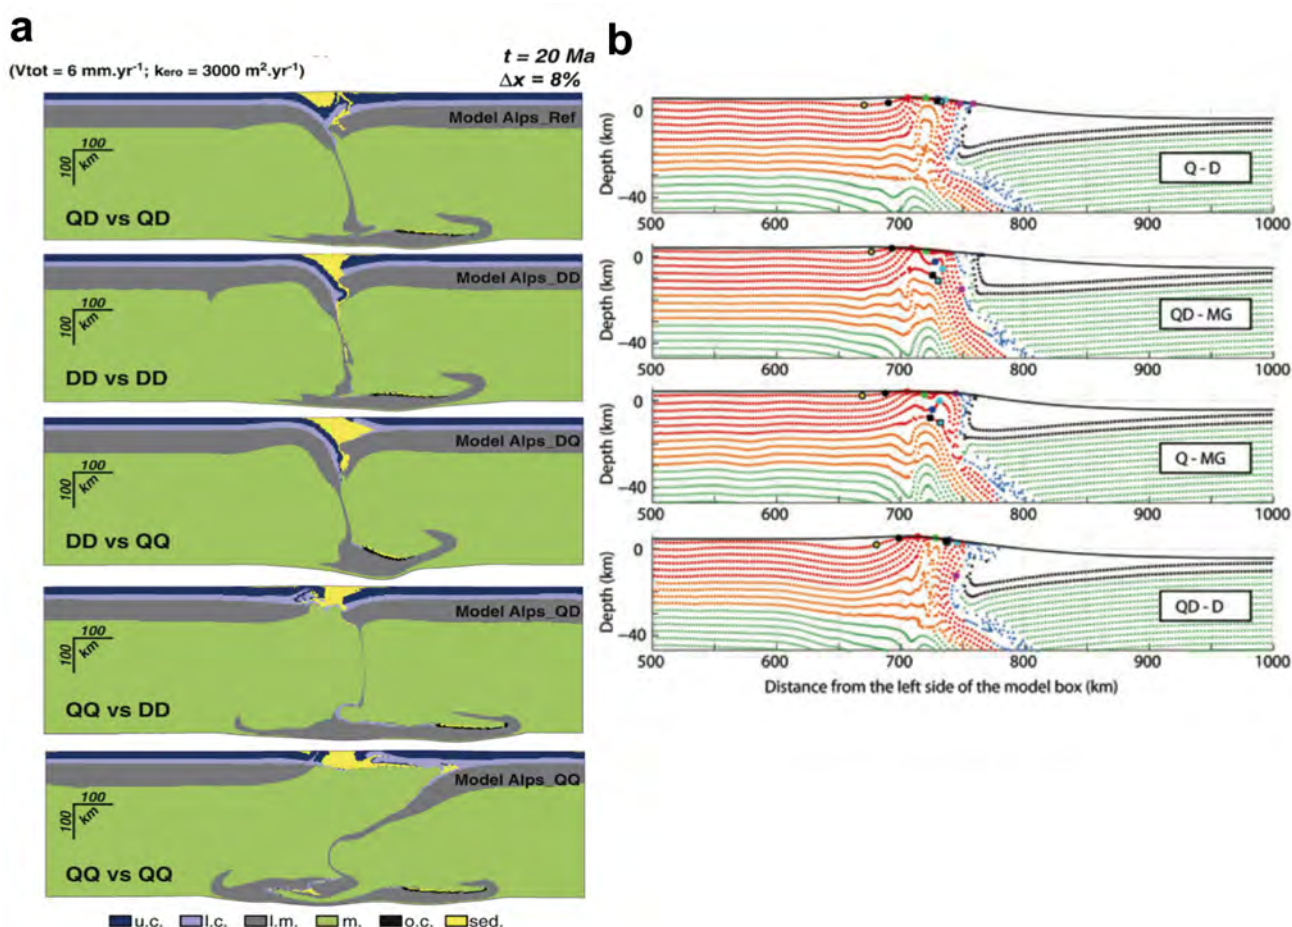 a
(Vtot = 6 mm.yr-1; kero = 3000 m2.yr-1)
t = 20 Ma
Δx = 8%
Model Alps_Ref
100
100
km
QD vs QD
Model Alps_DD
100
100
km
DD vs DD
Model Alps_DQ
100
100
km
DD vs QQ
Model Alps_QD
100
100
km
QQ vs DD
Model Alps_QQ
100
100
km
QQ vs QQ
u.c. l.c. l.m. m. o.c. sed.
b
Depth (km)
0
−40
Q - D
500 600 700 800 900 1000
Depth (km)
0
−40
QD - MG
500 600 700 800 900 1000
Depth (km)
0
−40
Q - MG
500 600 700 800 900 1000
Depth (km)
0
−40
QD - D
500 600 700 800 900 1000
Distance from the left side of the model box (km)